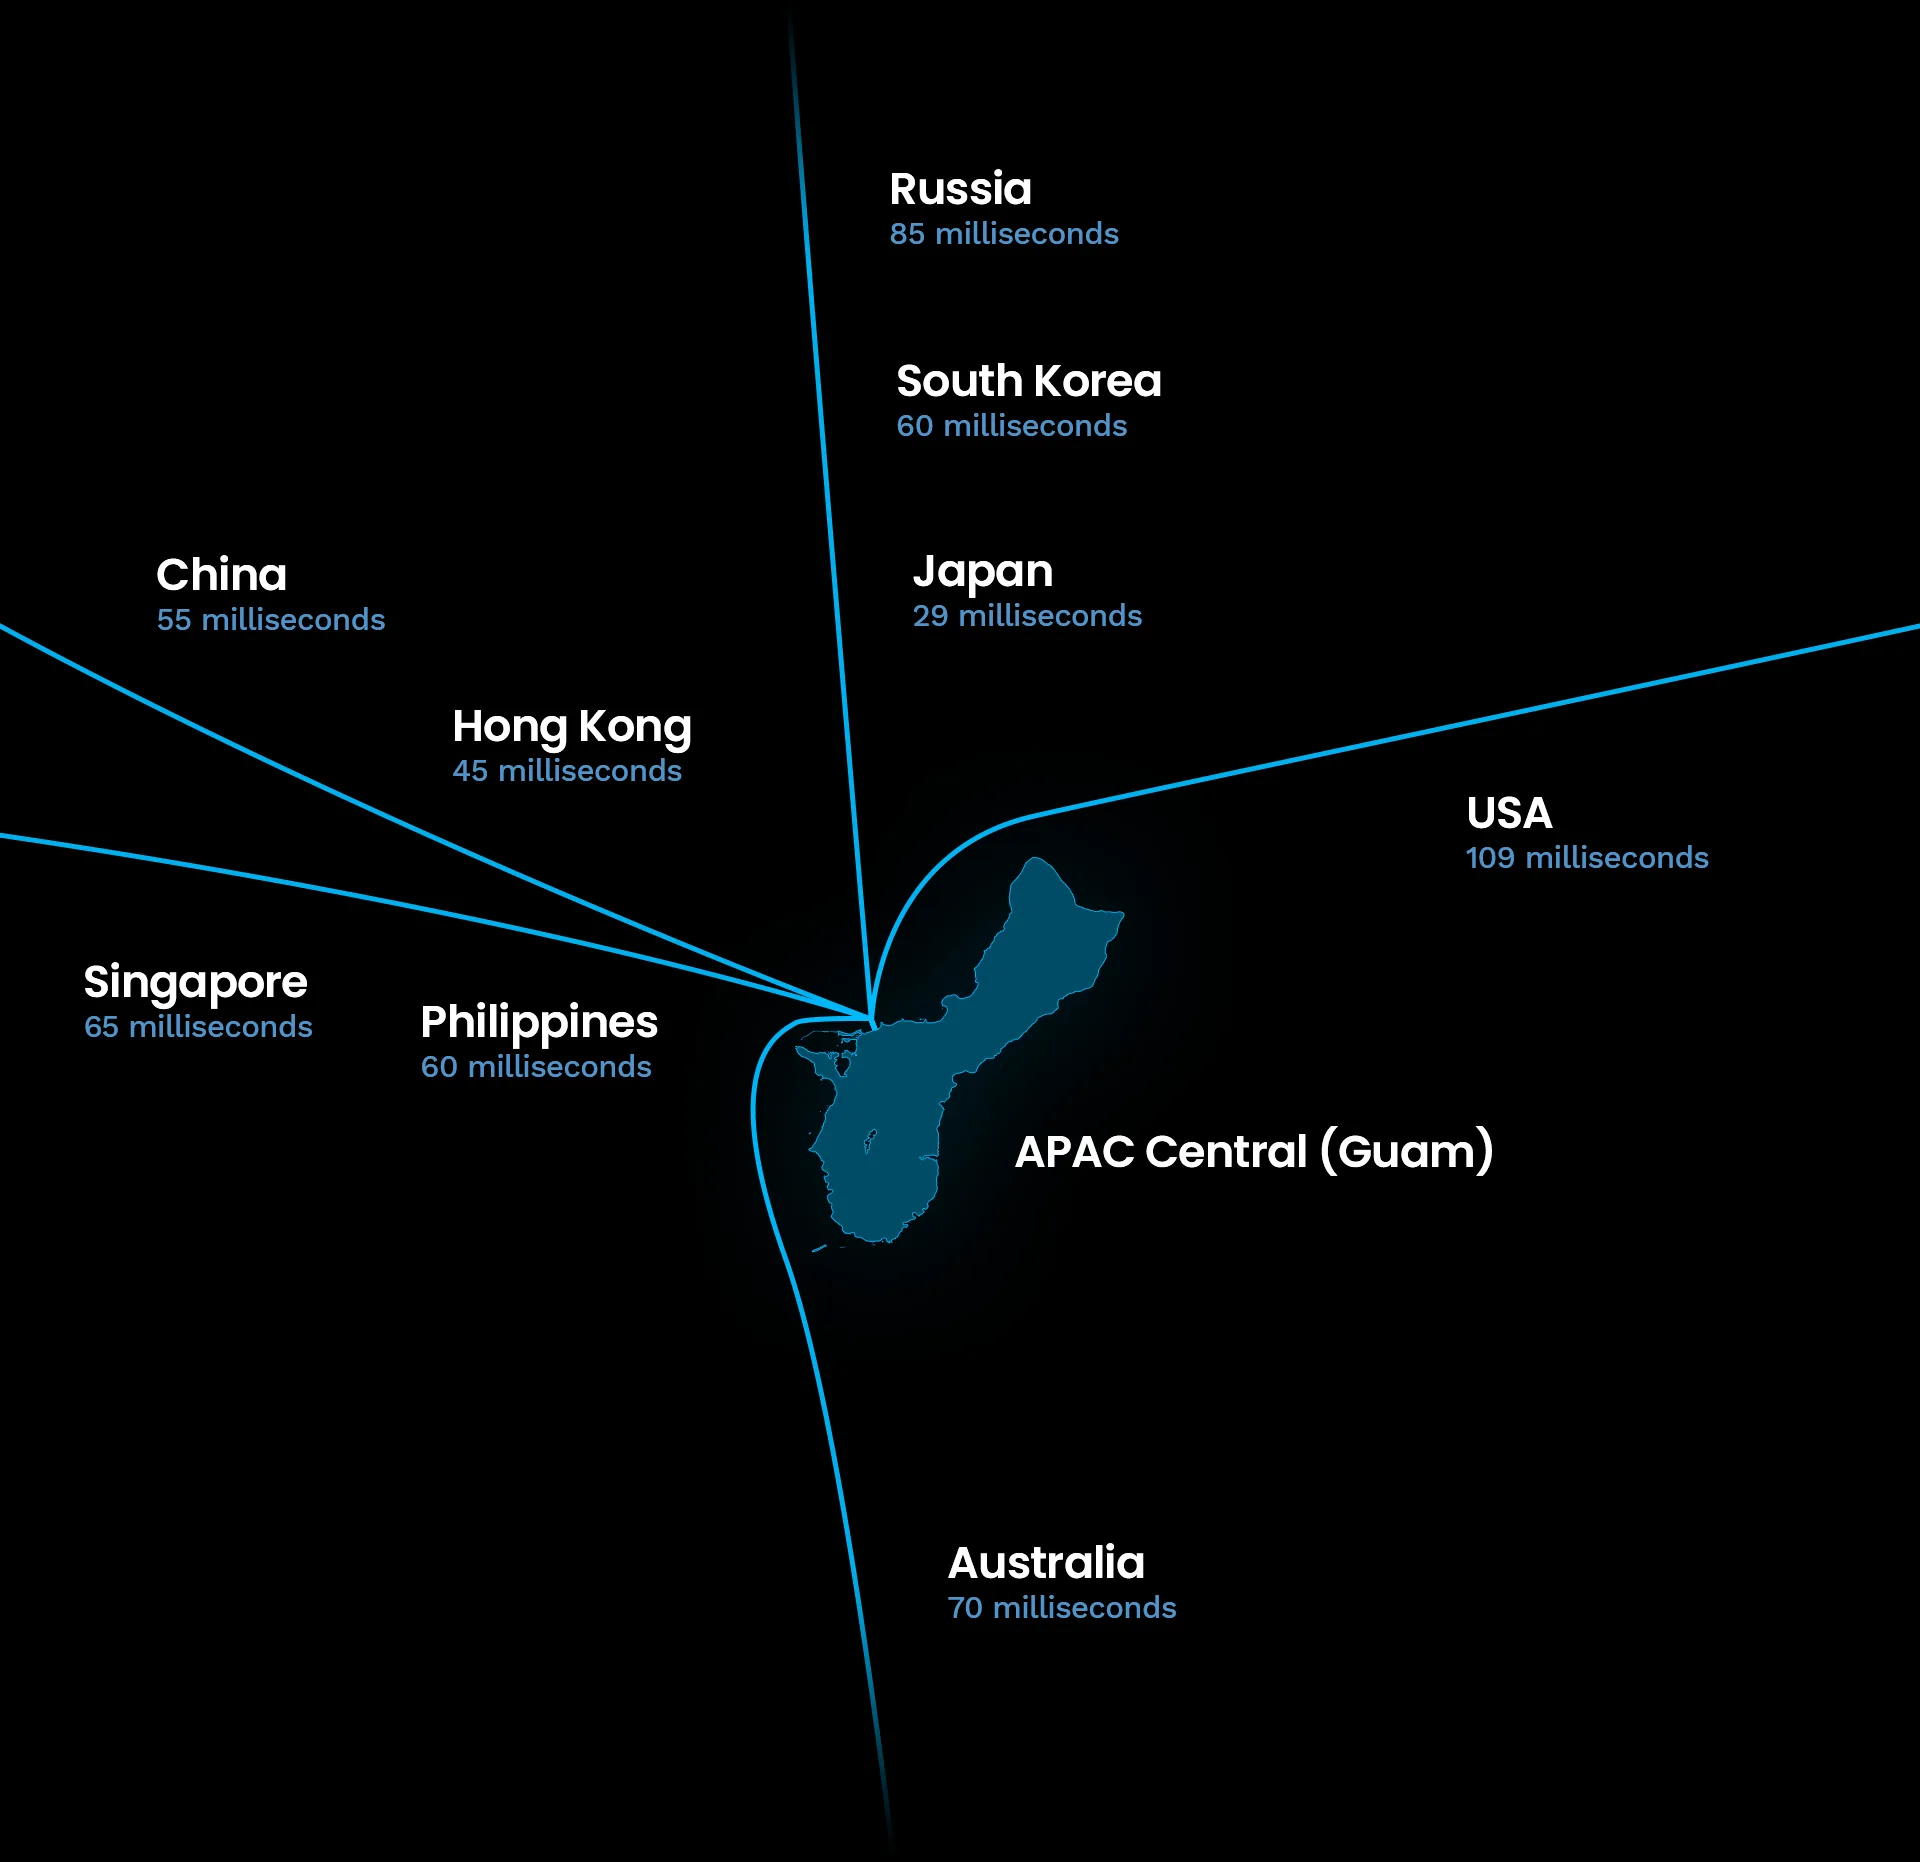 Russia
85 milliseconds
South Korea
60 milliseconds
Japan
29 milliseconds
China
55 milliseconds
Hong Kong
45 milliseconds
USA
109 milliseconds
Singapore
65 milliseconds
Philippines
60 milliseconds
APAC Central (Guam)
Australia
70 milliseconds